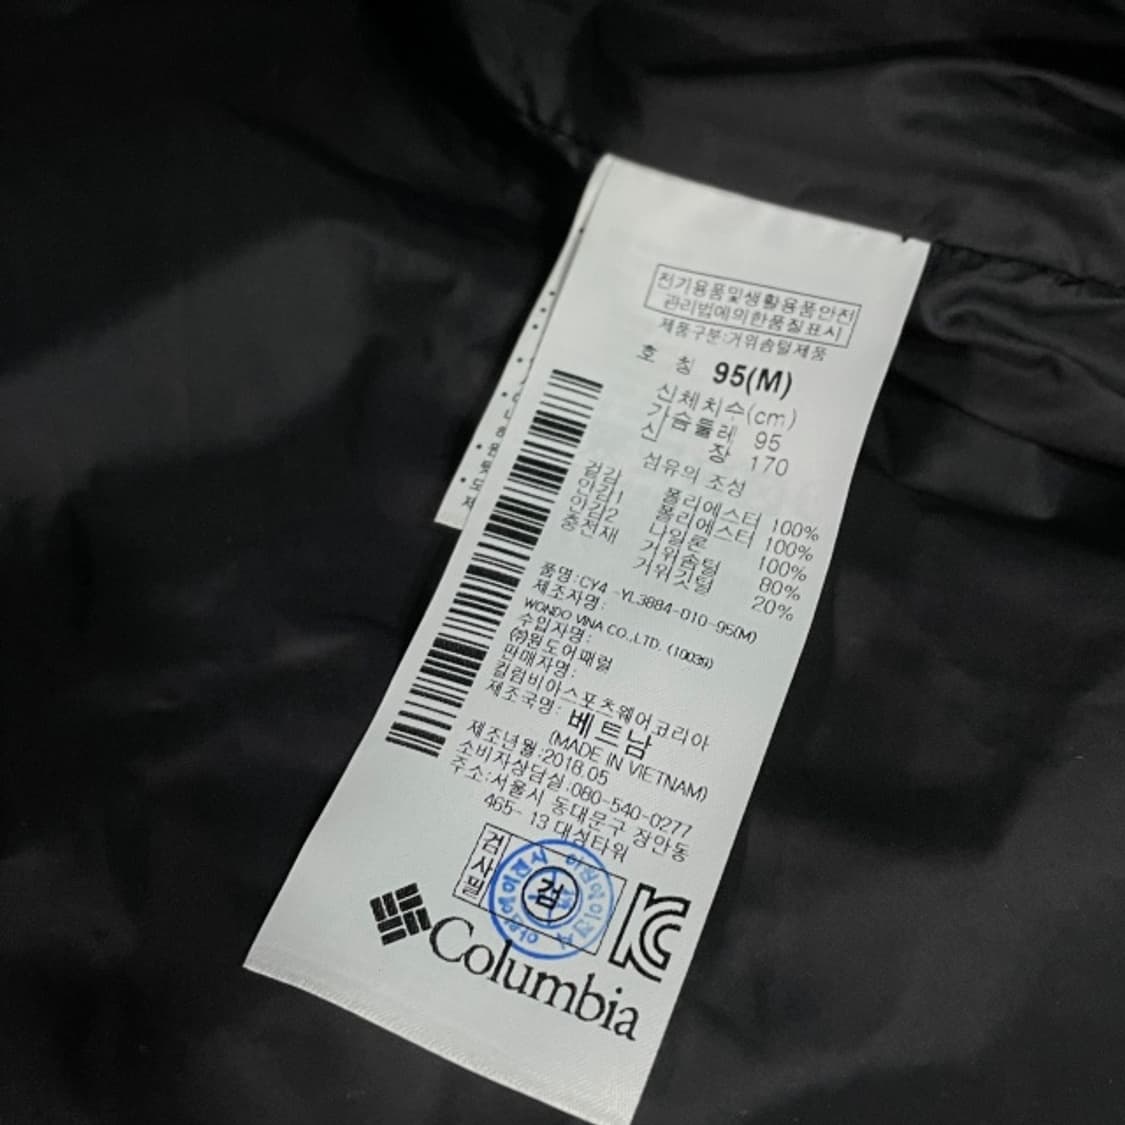 전기용품및생활용품안전
관리법에의한품질표시
제품구분:거위솜털제품
호 칭 95(M)
신체치수(cm)
가슴둘레 95
신 장 170
섬유의 조성
겉감 폴리에스터 100%
안감1 폴리에스터 100%
안감2 나일론 100%
충전재 거위솜털 80%
거위깃털 20%
품명:CY4 -YL3884-010-95(M)
제조자명:
WONDO VINA CO.,LTD. (10039)
수입자명:
(주)원도어패럴
판매자명:
컬럼비아스포츠웨어코리아
제조국명: 베트남
(MADE IN VIETNAM)
제조년월:2018.05
소비자상담실:080-540-0277
주소:서울시 동대문구 장안동
465- 13 대성타워
검사필
검
Columbia